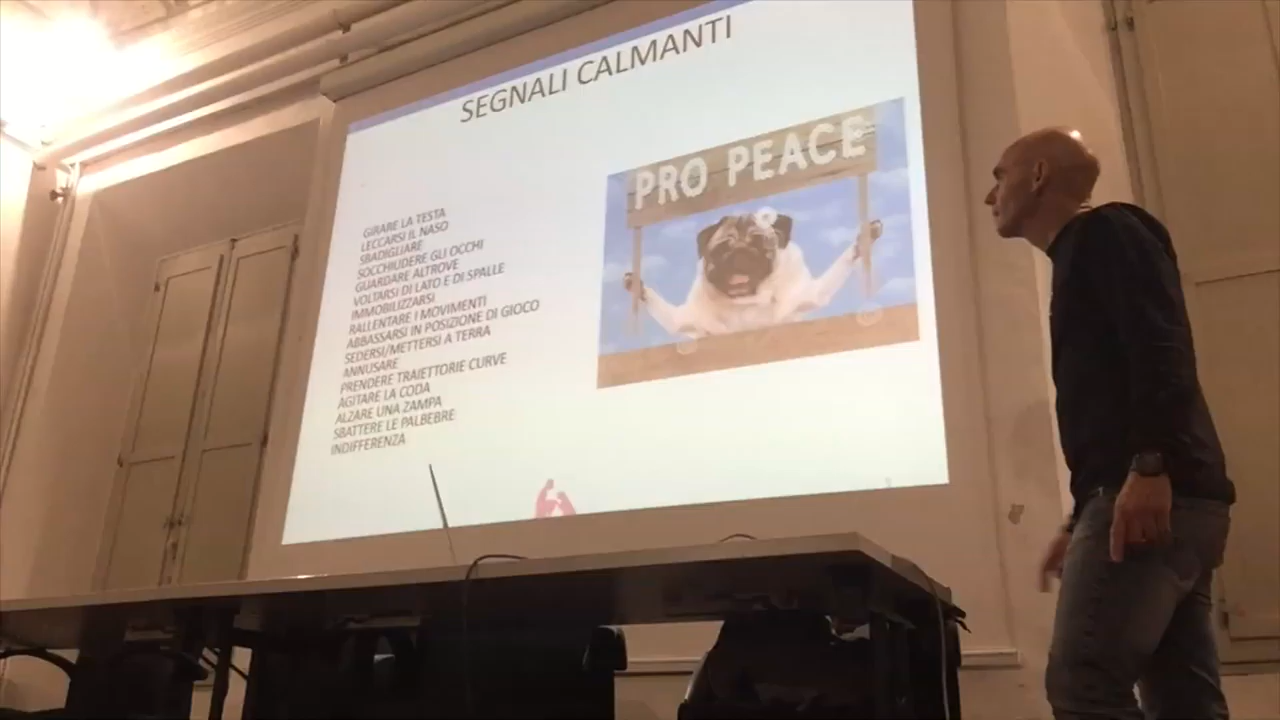 SEGNALI CALMANTI
PRO PEACE
GIRARE LA TESTA
LECCARSI IL NASO
SBADIGLIARE
SOCCHIUDERE GLI OCCHI
GUARDARE ALTROVE
VOLTARSI DI LATO E DI SPALLE
IMMOBILIZZARSI
RALLENTARE I MOVIMENTI
ABBASSARSI IN POSIZIONE DI GIOCO
SEDERSI/METTERSI A TERRA
ANNUSARE
PRENDERE TRAIETTORIE CURVE
AGITARE LA CODA
ALZARE UNA ZAMPA
SBATTERE LE PALBEBRE
INDIFFERENZA